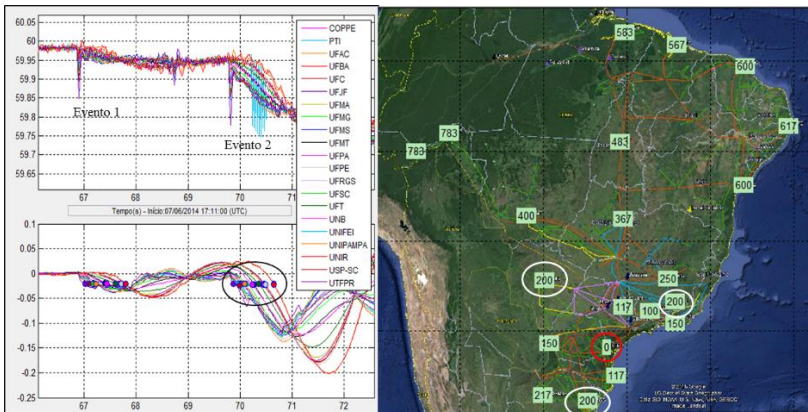 60.05
60
59.95
59.9
59.85
59.8
59.75
59.7
59.65
Evento 1
Evento 2
67
68
69
70
71
Tempo(s) - Início:07/06/2014 17:11:00 (UTC)
0.1
0.05
0
-0.05
-0.1
-0.15
-0.2
-0.25
67
68
69
70
71
72
COPPE
PTI
UFAC
UFBA
UFC
UFJF
UFMA
UFMG
UFMS
UFMT
UFPA
UFPE
UFRGS
UFSC
UFT
UNB
UNIFEI
UNIPAMPA
UNIR
USP-SC
UTFPR
583
567
600
617
783
783
483
600
400
367
200
250
200
117
100
150
150
0
117
217
200